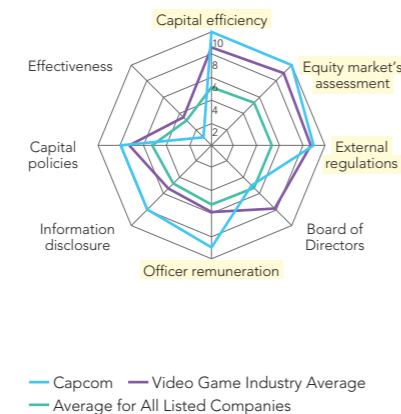 Capital efficiency
10
8
6
4
2
Effectiveness
Equity market's
assessment
Capital
policies
External
regulations
Information
disclosure
Board of
Directors
Officer remuneration
Capcom
Video Game Industry Average
Average for All Listed Companies